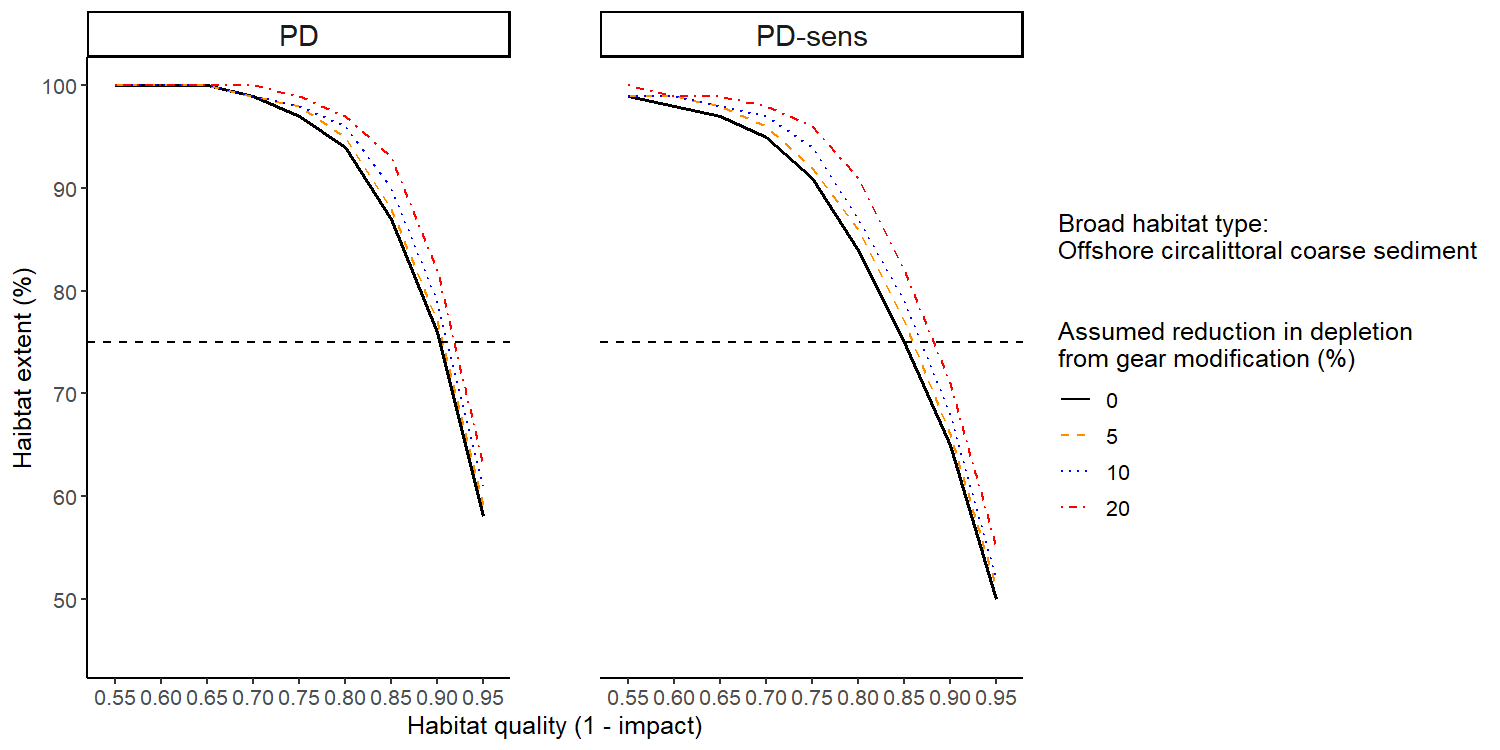 PD
PD-sens
100
90
80
70
60
50
Haibtat extent (%)
0.55 0.60 0.65 0.70 0.75 0.80 0.85 0.90 0.95
0.55 0.60 0.65 0.70 0.75 0.80 0.85 0.90 0.95
Habitat quality (1 - impact)
Broad habitat type:
Offshore circalittoral coarse sediment
Assumed reduction in depletion
from gear modification (%)
0
5
10
20